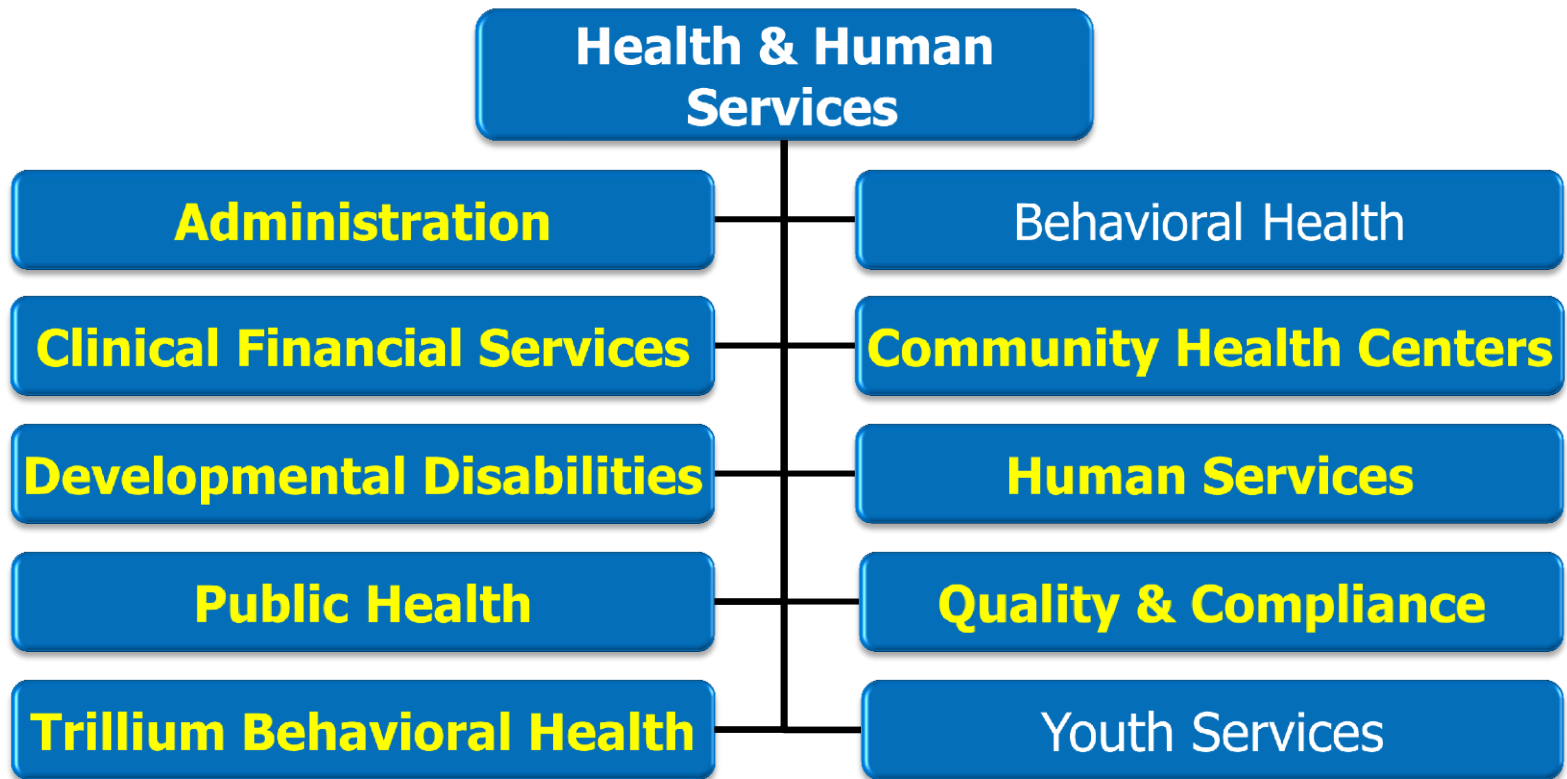 Health & Human
Services
Administration
Behavioral Health
Clinical Financial Services
Community Health Centers
Developmental Disabilities
Human Services
Public Health
Quality & Compliance
Trillium Behavioral Health
Youth Services